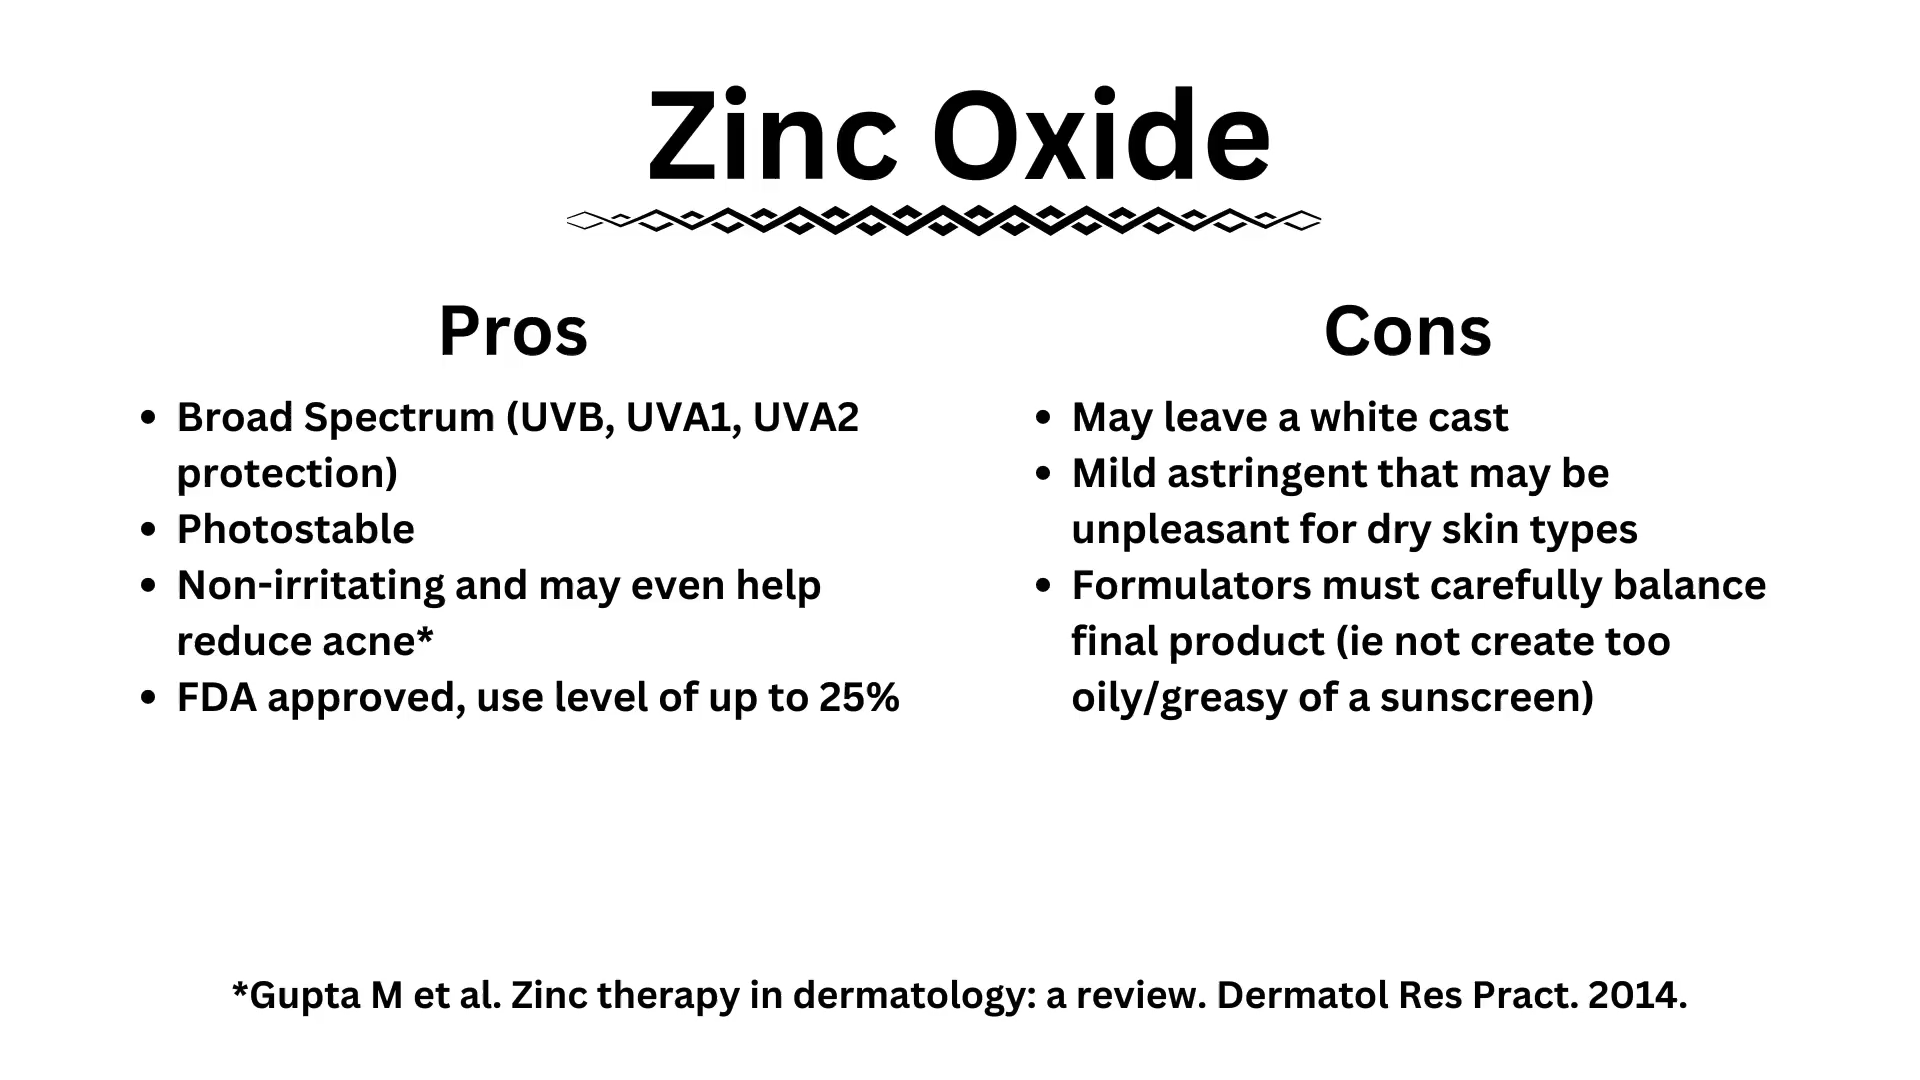 Zinc Oxide
Pros
• Broad Spectrum (UVB, UVA1, UVA2
protection)
• Photostable
• Non-irritating and may even help
reduce acne*
• FDA approved, use level of up to 25%
Cons
• May leave a white cast
• Mild astringent that may be
unpleasant for dry skin types
• Formulators must carefully balance
final product (ie not create too
oily/greasy of a sunscreen)
*Gupta M et al. Zinc therapy in dermatology: a review. Dermatol Res Pract. 2014.